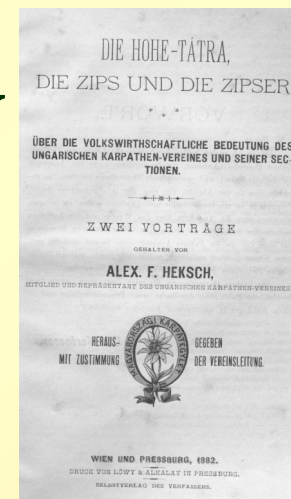 DIE HOHE-TÁTRA,
DIE ZIPS UND DIE ZIPSER
ÜBER DIE VOLKSWIRTHSCHAFTLICHE BEDEUTUNG DES
UNGARISCHEN KARPATHEN-VEREINES UND SEINER SEC-
TIONEN.
ZWEI VORTRÄGE
GEHALTEN VON
ALEX. F. HEKSCH,
MITGLIED UND REPRÄSENTANT DES UNGARISCHEN KARPATHEN-VEREINES
HERAUS- GEGEBEN
MIT ZUSTIMMUNG DER VEREINSLEITUNG.
MAGYARORSZÁGI KÁRPÁTEGYLET
WIEN UND PRESSBURG, 1882.
DRUCK VON LÖWY & ALKALAY IN PRESSBURG.
SELBSTVERLAG DES VERFASSERS.